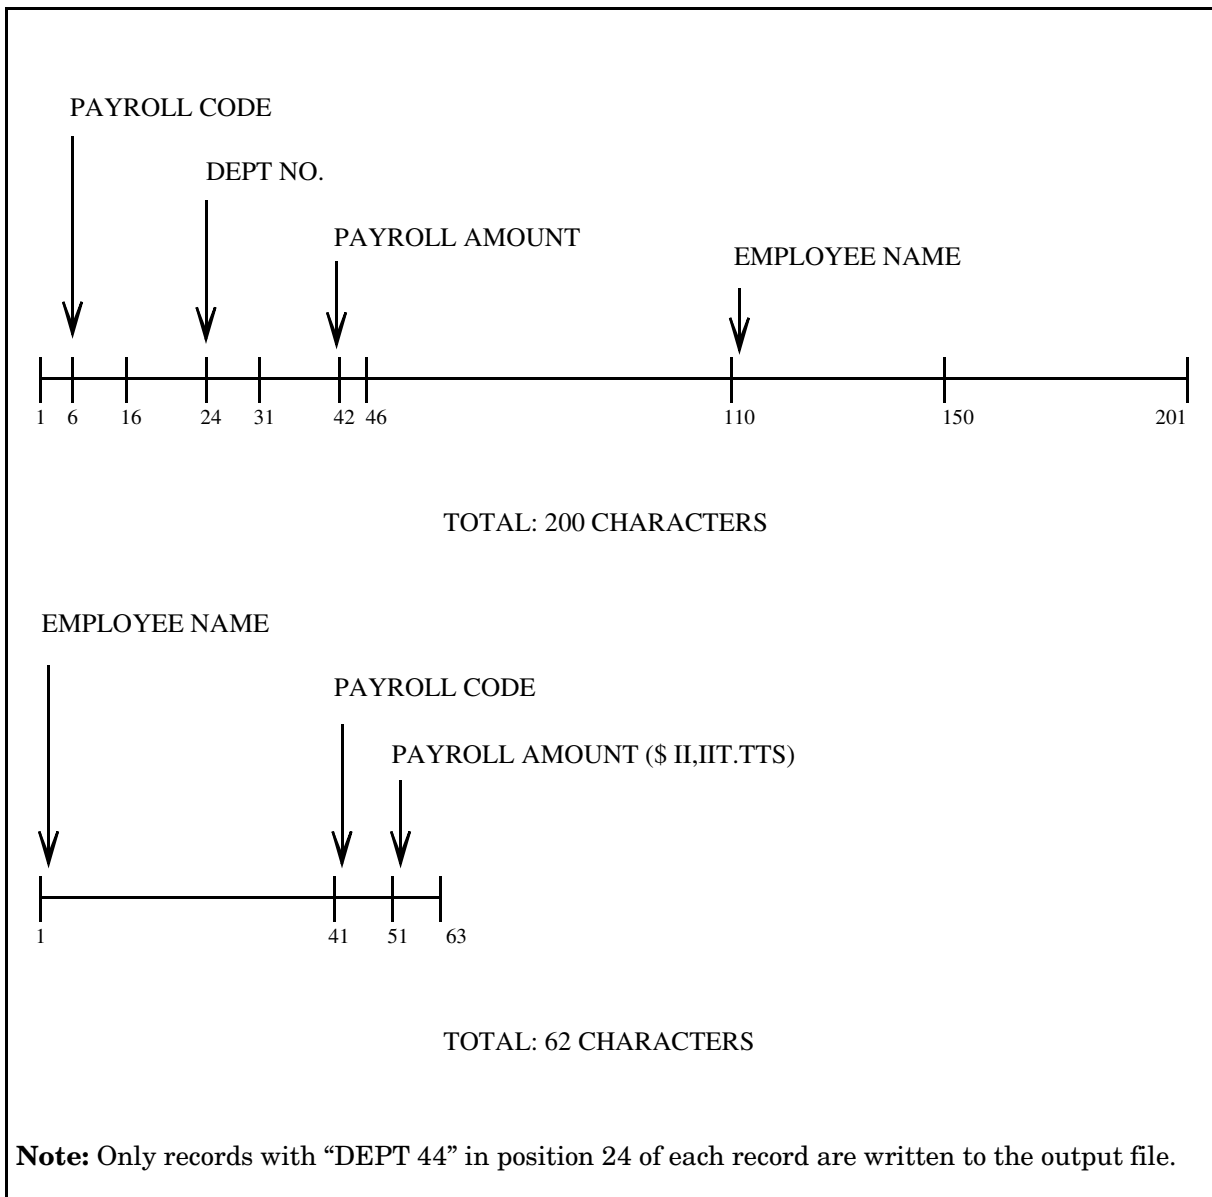 PAYROLL CODE
DEPT NO.
PAYROLL AMOUNT
EMPLOYEE NAME
1 6 16 24 31 42 46 110 150 201
TOTAL: 200 CHARACTERS
EMPLOYEE NAME
PAYROLL CODE
PAYROLL AMOUNT ($ II,IIT.TTS)
1 41 51 63
TOTAL: 62 CHARACTERS
Note: Only records with “DEPT 44” in position 24 of each record are written to the output file.